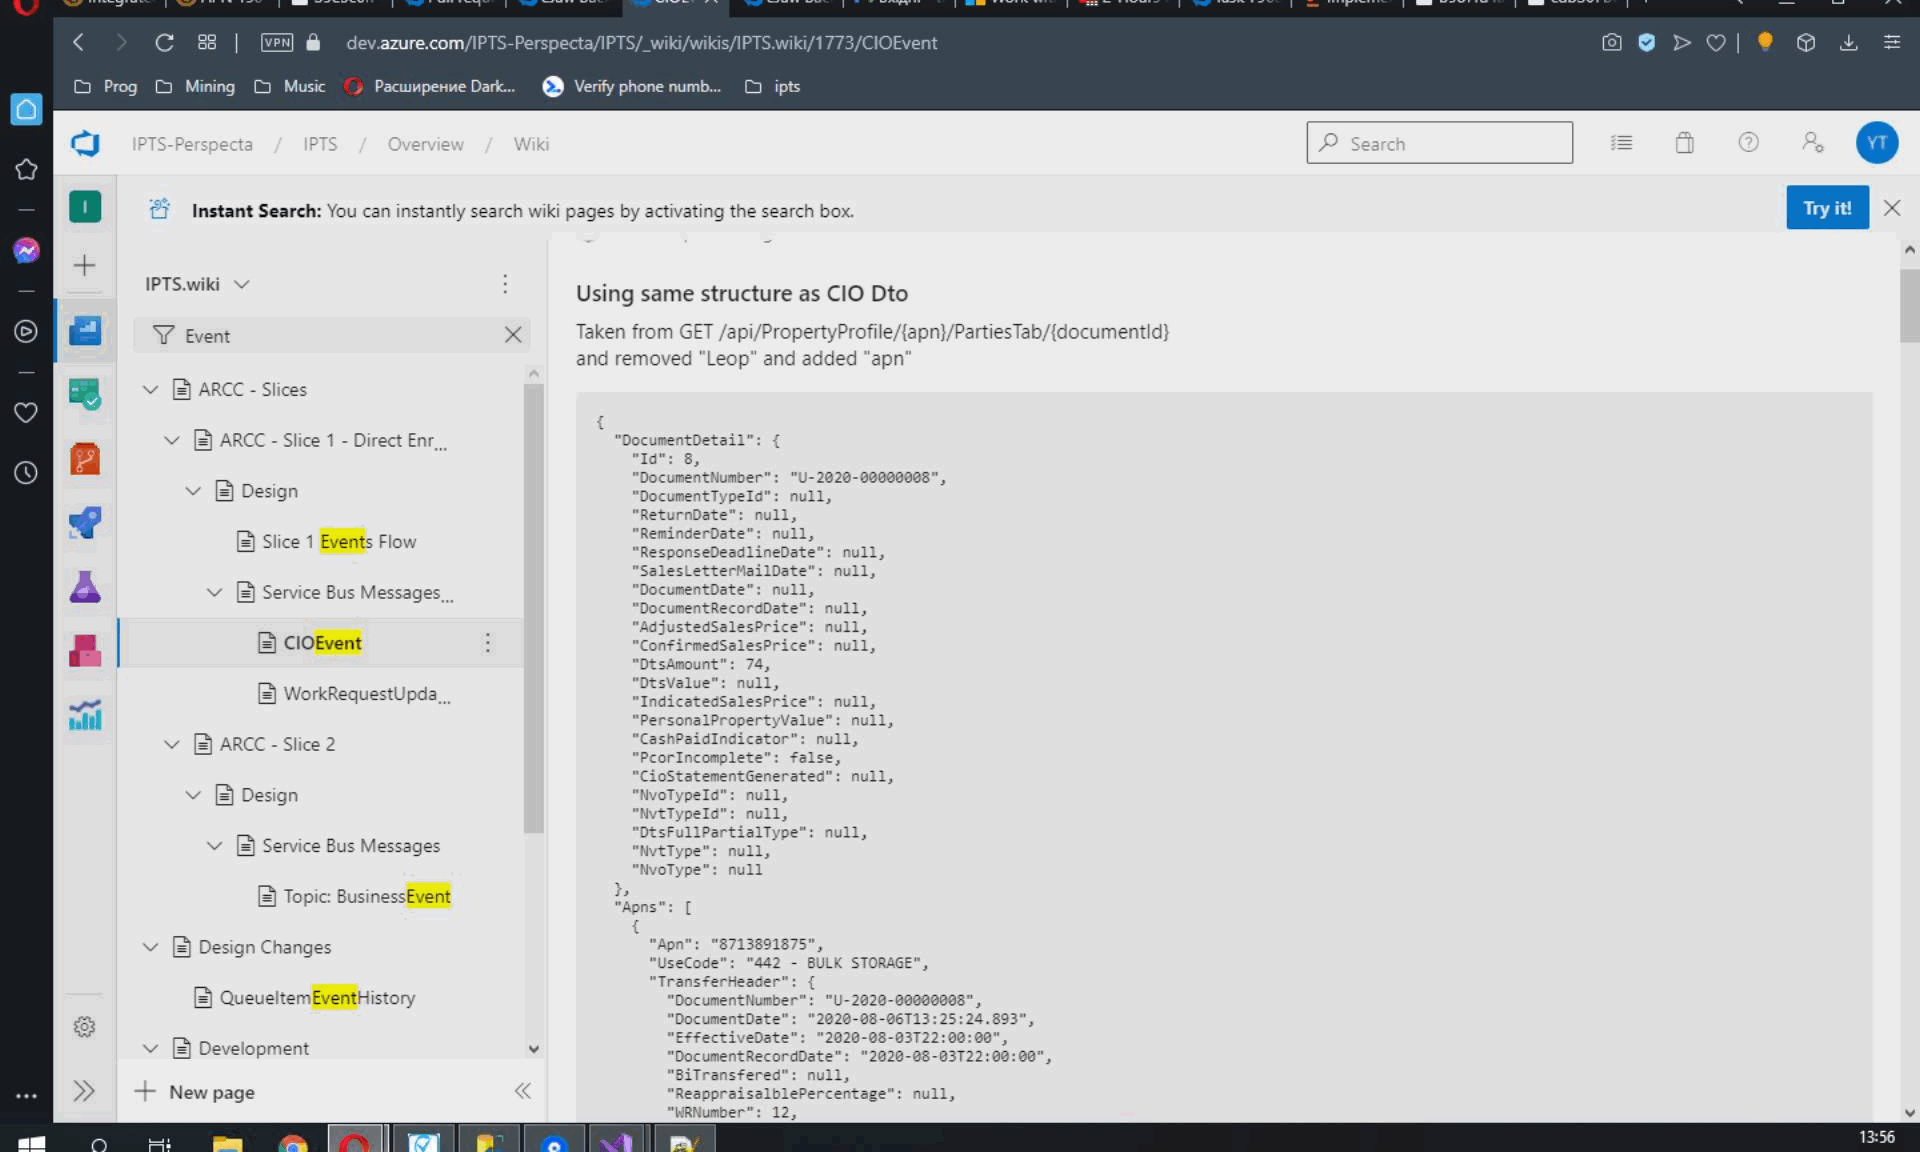 VPN
dev.azure.com/IPTS-Perspecta/IPTS/_wiki/wikis/IPTS.wiki/1773/CIOEvent
Prog
Mining
Music
Расширение Dark...
Verify phone numb...
ipts
IPTS-Perspecta / IPTS / Overview / Wiki
Search
YT
I
Instant Search: You can instantly search wiki pages by activating the search box.
Try it!
IPTS.wiki
Event
ARCC - Slices
ARCC - Slice 1 - Direct Enr...
Design
Slice 1 Events Flow
Service Bus Messages...
CIOEvent
WorkRequestUpda...
ARCC - Slice 2
Design
Service Bus Messages
Topic: BusinessEvent
Design Changes
QueueItemEventHistory
Development
New page
Using same structure as CIO Dto
Taken from GET /api/PropertyProfile/{apn}/PartiesTab/{documentId}
and removed "Leop" and added "apn"
{
"DocumentDetail": {
"Id": 8,
"DocumentNumber": "U-2020-00000008",
"DocumentTypeId": null,
"ReturnDate": null,
"ReminderDate": null,
"ResponseDeadlineDate": null,
"SalesLetterMailDate": null,
"DocumentDate": null,
"DocumentRecordDate": null,
"AdjustedSalesPrice": null,
"ConfirmedSalesPrice": null,
"DtsAmount": 74,
"DtsValue": null,
"IndicatedSalesPrice": null,
"PersonalPropertyValue": null,
"CashPaidIndicator": null,
"PcorIncomplete": false,
"CioStatementGenerated": null,
"NvoTypeId": null,
"NvtTypeId": null,
"DtsFullPartialType": null,
"NvtType": null,
"NvoType": null
},
"Apns": [
{
"Apn": "8713891875",
"UseCode": "442 - BULK STORAGE",
"TransferHeader": {
"DocumentNumber": "U-2020-00000008",
"DocumentDate": "2020-08-06T13:25:24.893",
"EffectiveDate": "2020-08-03T22:00:00",
"DocumentRecordDate": "2020-08-03T22:00:00",
"BiTransfered": null,
"ReappraisalblePercentage": null,
"WRNumber": 12,
13:56